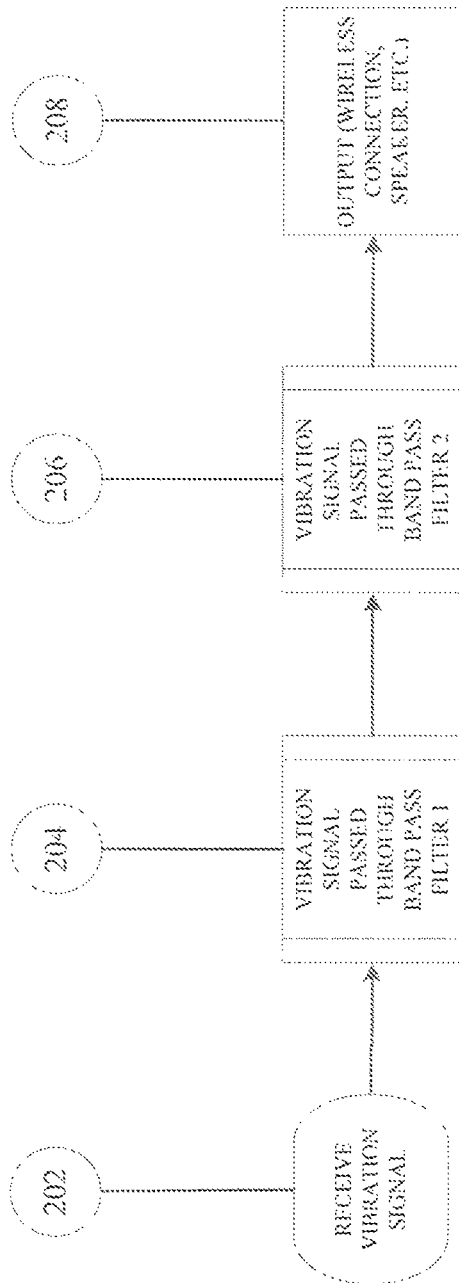 202
204
206
208
RECEIVE
VIBRATION
SIGNAL
VIBRATION
SIGNAL
PASSED
THROUGH
BAND PASS
FILTER 1
VIBRATION
SIGNAL
PASSED
THROUGH
BAND PASS
FILTER 2
OUTPUT (WIRELESS
CONNECTION,
SPEAKER, ETC.)